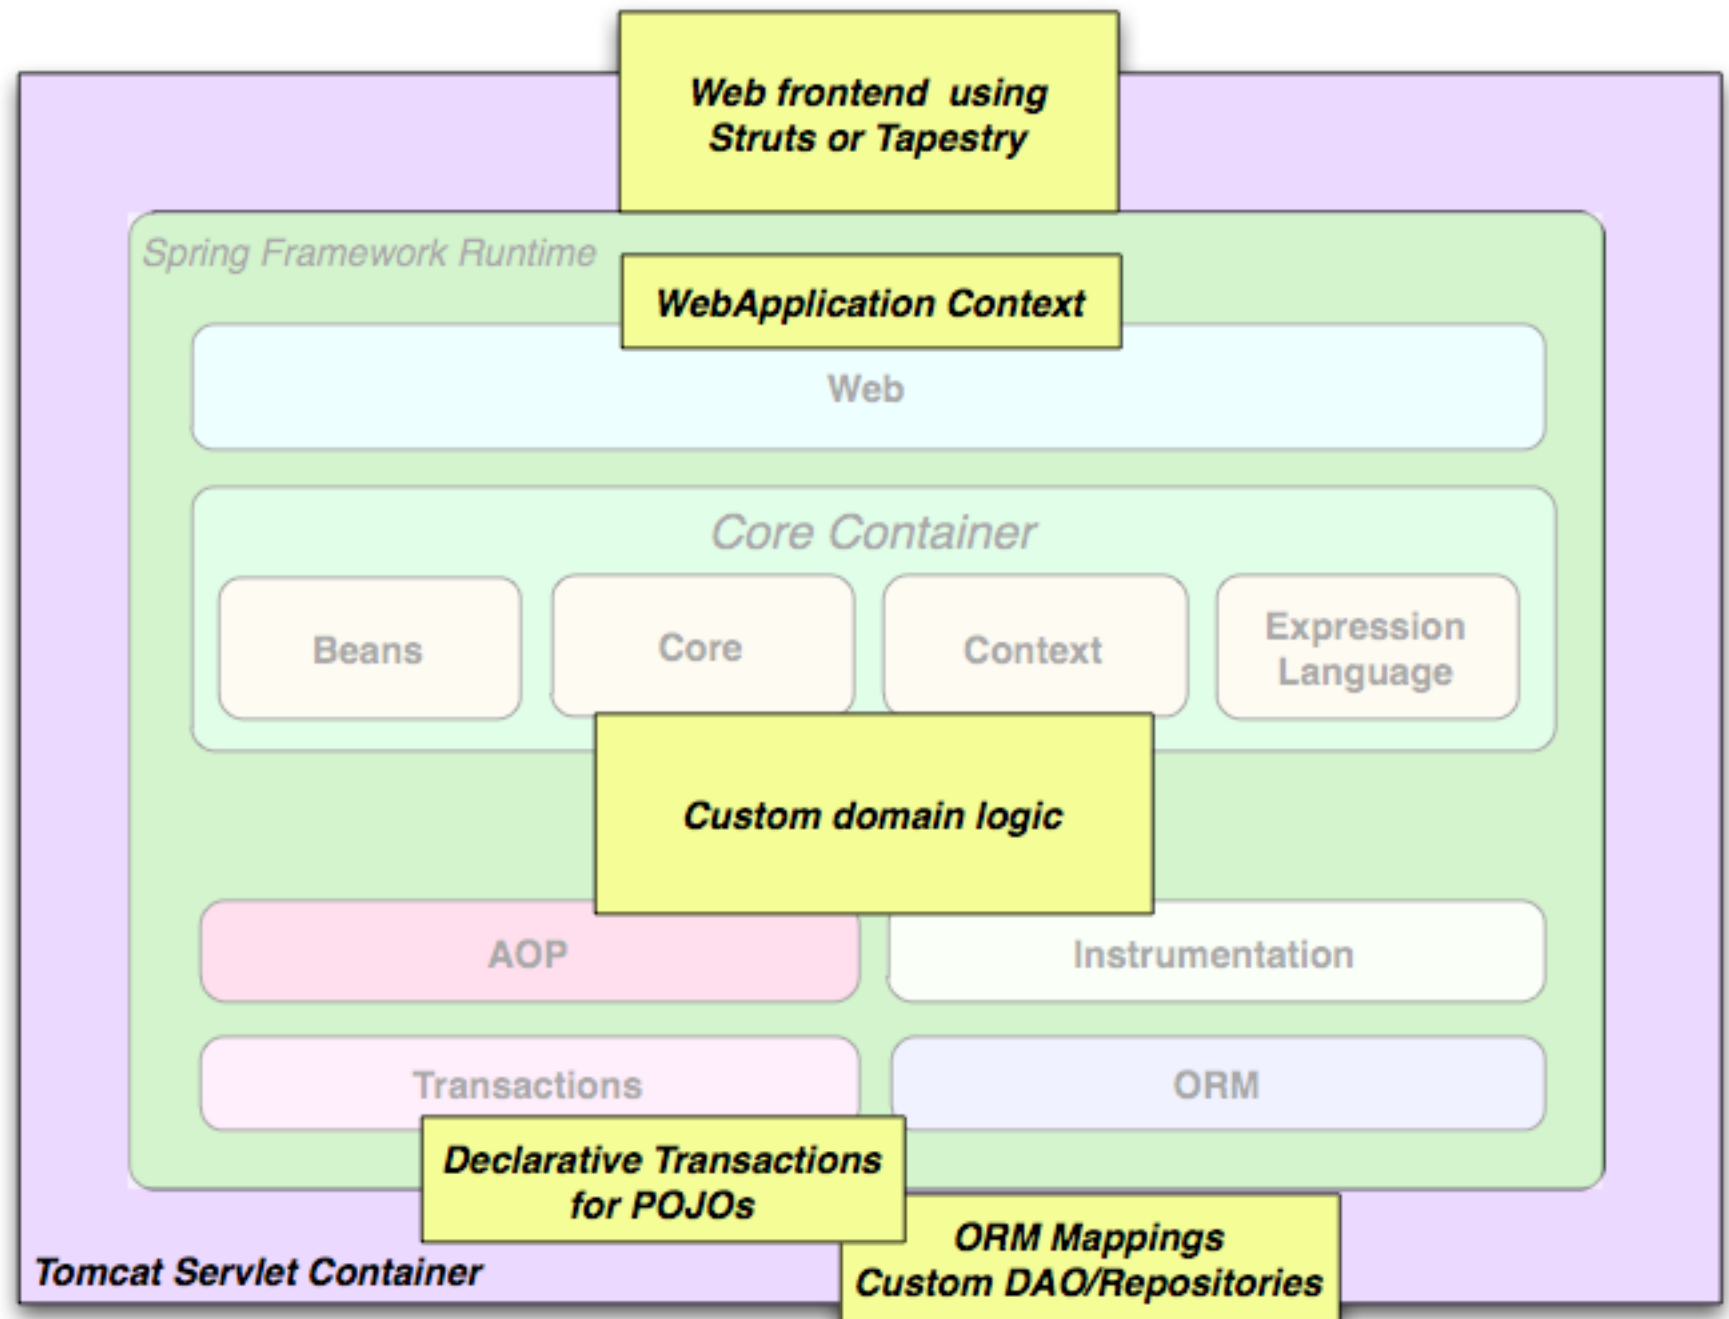 Web frontend using
Struts or Tapestry
Spring Framework Runtime
WebApplication Context
Web
Core Container
Beans
Core
Context
Expression
Language
Custom domain logic
AOP
Instrumentation
Transactions
ORM
Declarative Transactions
for POJOs
ORM Mappings
Custom DAO/Repositories
Tomcat Servlet Container